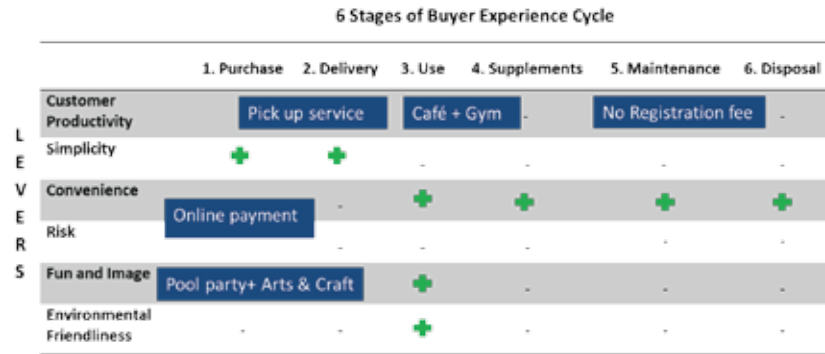 6 Stages of Buyer Experience Cycle
1. Purchase 2. Delivery 3. Use 4. Supplements 5. Maintenance 6. Disposal
Customer
Productivity
Pick up service Café + Gym - No Registration fee -
Simplicity
- - - -
Convenience
-
Online payment
Risk
- - - - -
Fun and Image
Pool party+ Arts & Craft
- - -
Environmental
Friendliness
- - - - -
L
E
V
E
R
S